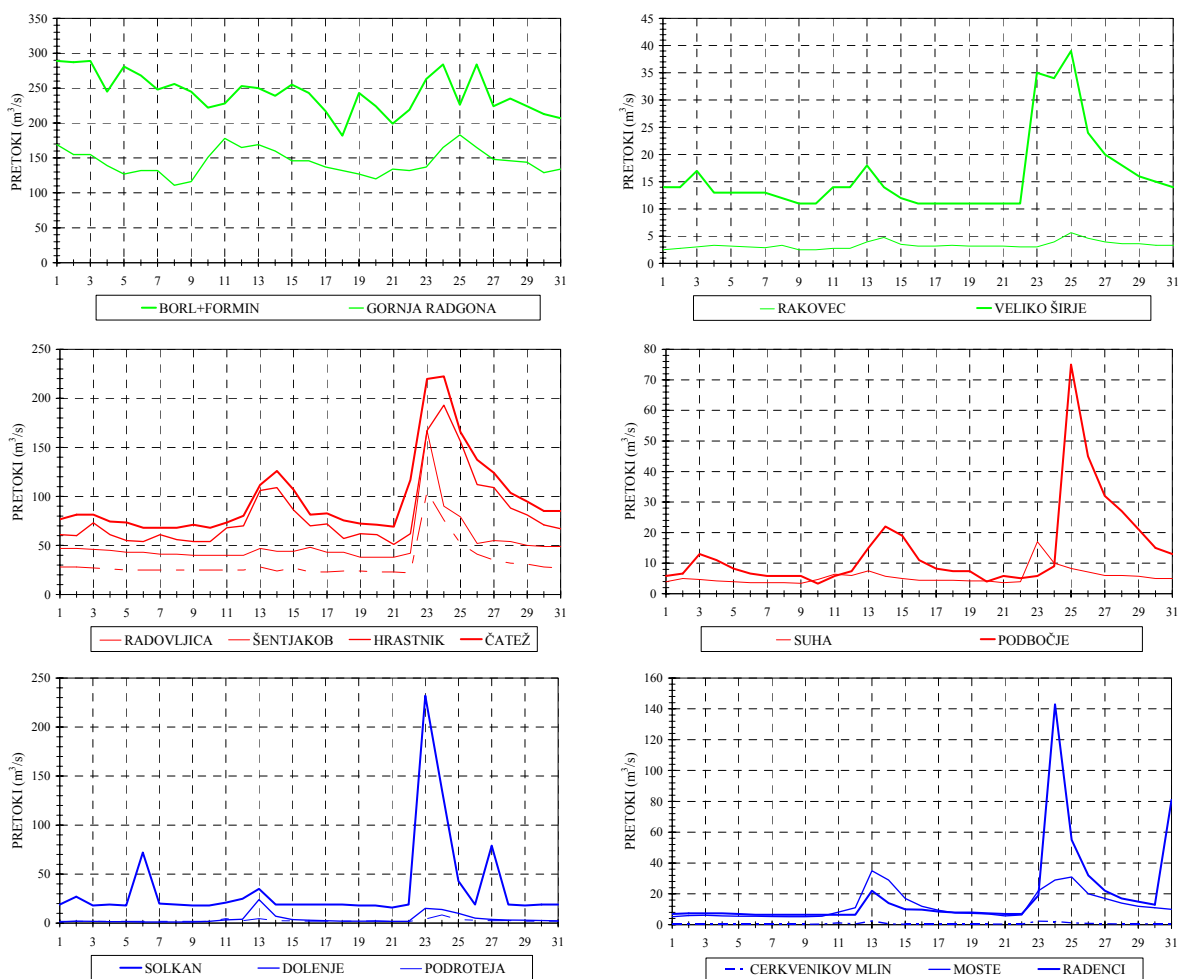 PRETOKI (m³/s)
350
300
250
200
150
100
50
0
1 3 5 7 9 11 13 15 17 19 21 23 25 27 29 31
BORL+FORMIN GORNJA RADGONA
PRETOKI (m³/s)
45
40
35
30
25
20
15
10
5
0
1 3 5 7 9 11 13 15 17 19 21 23 25 27 29 31
RAKOVEC VELIKO ŠIRJE
PRETOKI (m³/s)
250
200
150
100
50
0
1 3 5 7 9 11 13 15 17 19 21 23 25 27 29 31
RADOVLJICA ŠENTJAKOB HRASTNIK ČATEŽ
PRETOKI (m³/s)
80
70
60
50
40
30
20
10
0
1 3 5 7 9 11 13 15 17 19 21 23 25 27 29 31
SUHA PODBOČJE
PRETOKI (m³/s)
250
200
150
100
50
0
1 3 5 7 9 11 13 15 17 19 21 23 25 27 29 31
SOLKAN DOLENJE PODROTEJA
PRETOKI (m³/s)
160
140
120
100
80
60
40
20
0
1 3 5 7 9 11 13 15 17 19 21 23 25 27 29 31
CERKVENIKOV MLIN MOSTE RADENCI